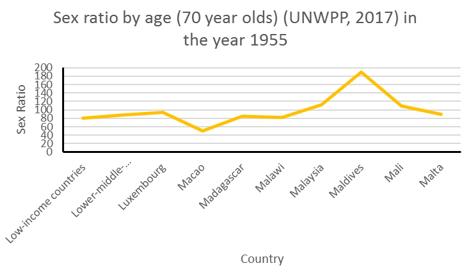 Sex ratio by age (70 year olds) (UNWPP, 2017) in
the year 1955
Sex Ratio
200
180
160
140
120
100
80
60
40
20
0
Low-income countries
Lower-middle-...
Luxembourg
Macao
Madagascar
Malawi
Malaysia
Maldives
Mali
Malta
Country